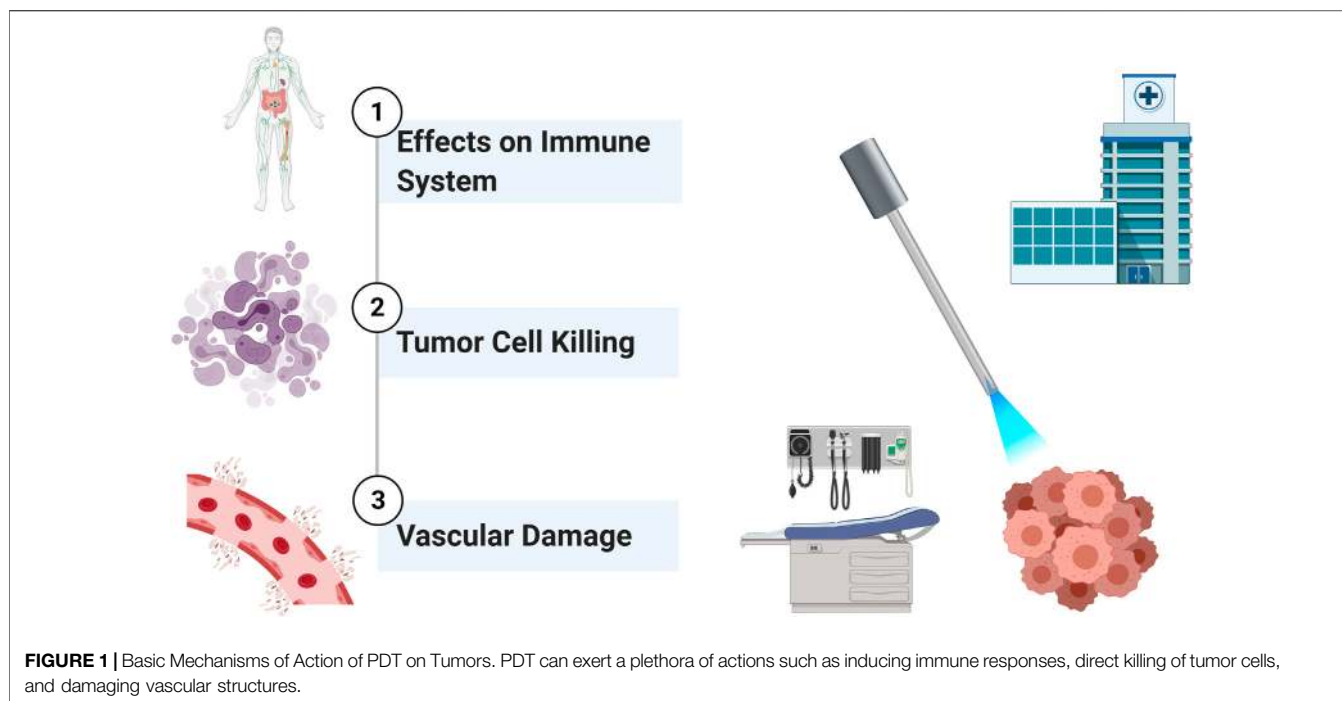 1
Effects on Immune
System
2
Tumor Cell Killing
3
Vascular Damage
FIGURE 1 | Basic Mechanisms of Action of PDT on Tumors. PDT can exert a plethora of actions such as inducing immune responses, direct killing of tumor cells,
and damaging vascular structures.